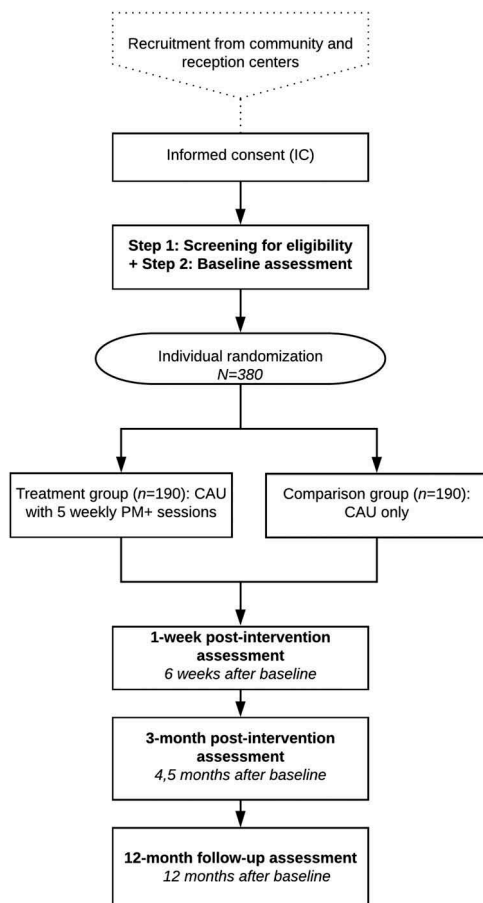 Recruitment from community and
reception centers
Informed consent (IC)
Step 1: Screening for eligibility
+ Step 2: Baseline assessment
Individual randomization
N=380
Treatment group (n=190): CAU
with 5 weekly PM+ sessions
Comparison group (n=190):
CAU only
1-week post-intervention
assessment
6 weeks after baseline
3-month post-intervention
assessment
4,5 months after baseline
12-month follow-up assessment
12 months after baseline